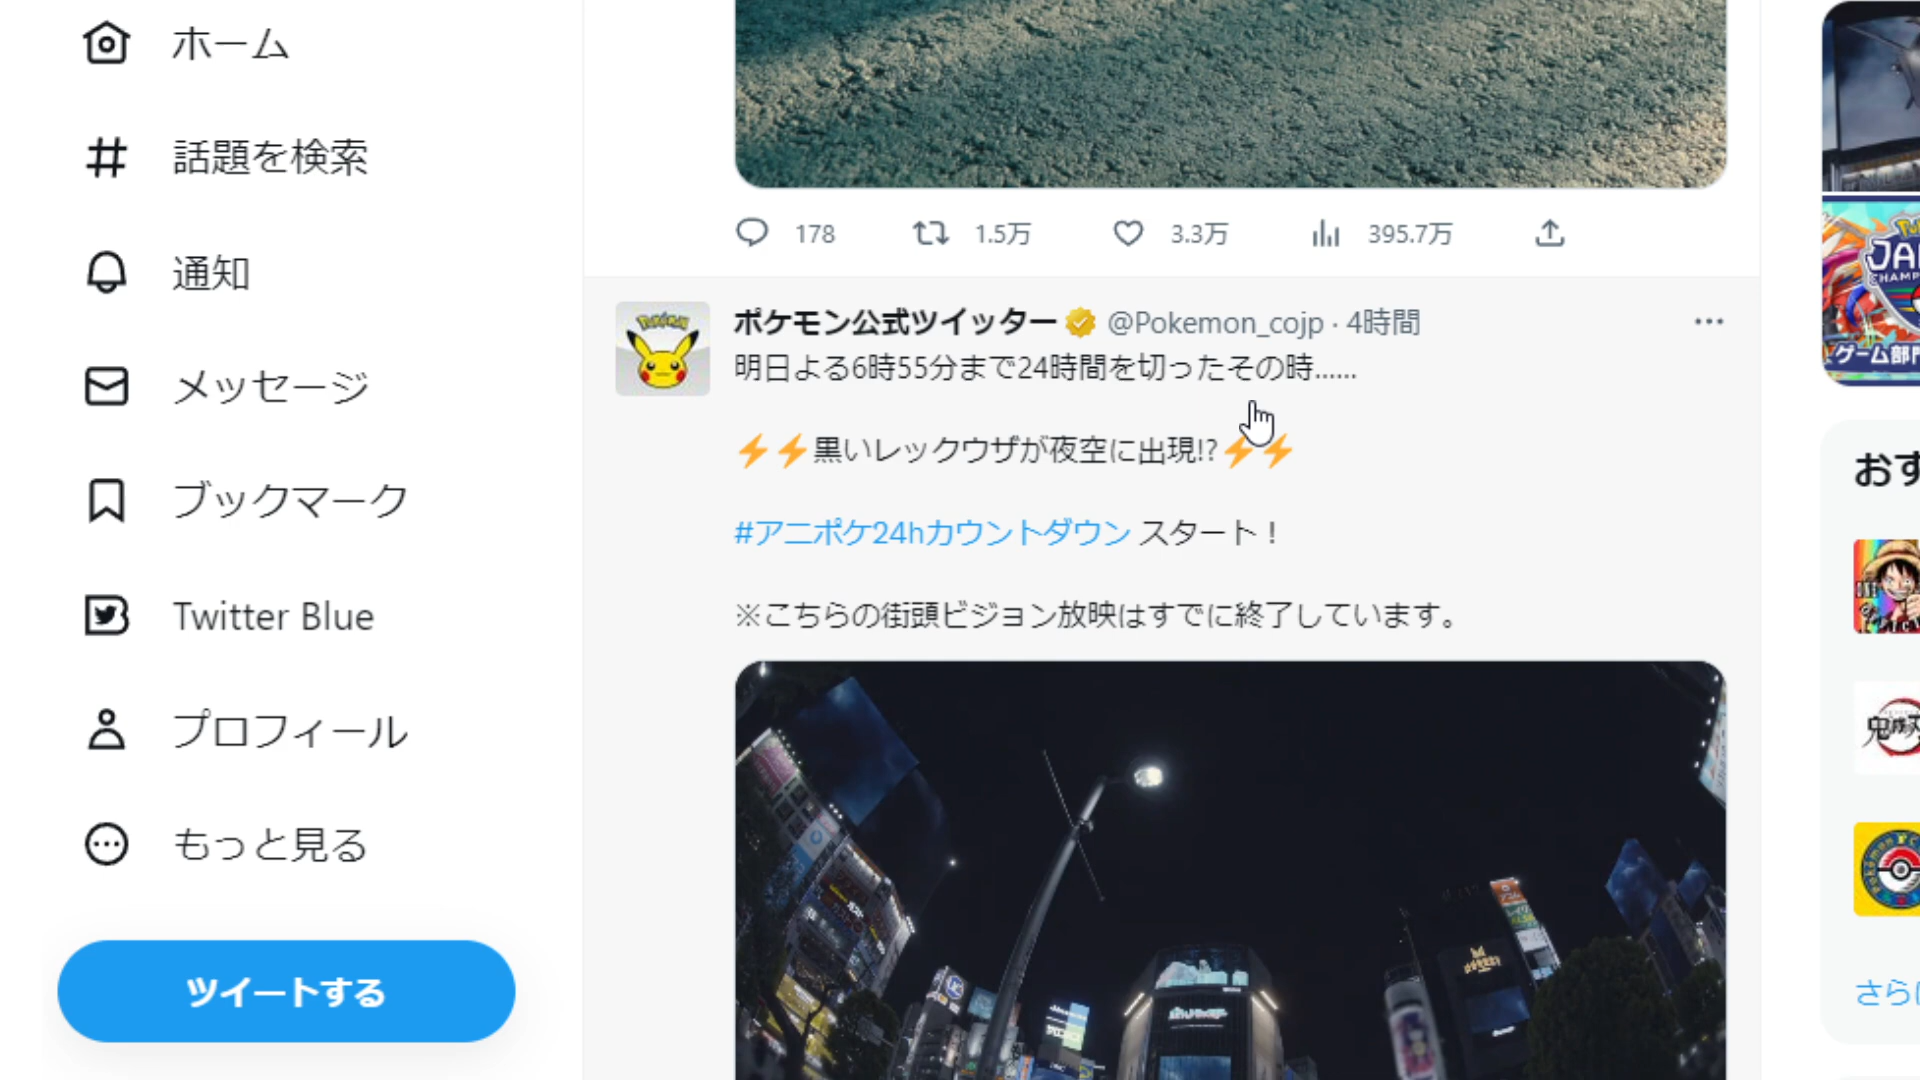 ホーム
話題を検索
通知
メッセージ
ブックマーク
Twitter Blue
プロフィール
もっと見る
ツイートする
178 1.5万 3.3万 395.7万
ポケモン公式ツイッター @Pokemon_cojp · 4時間
明日よる6時55分まで24時間を切ったその時......
⚡⚡黒いレックウザが夜空に出現!?⚡⚡
#アニポケ24hカウントダウン スタート！
※こちらの街頭ビジョン放映はすでに終了しています。
ゲーム部門
おす
さらに